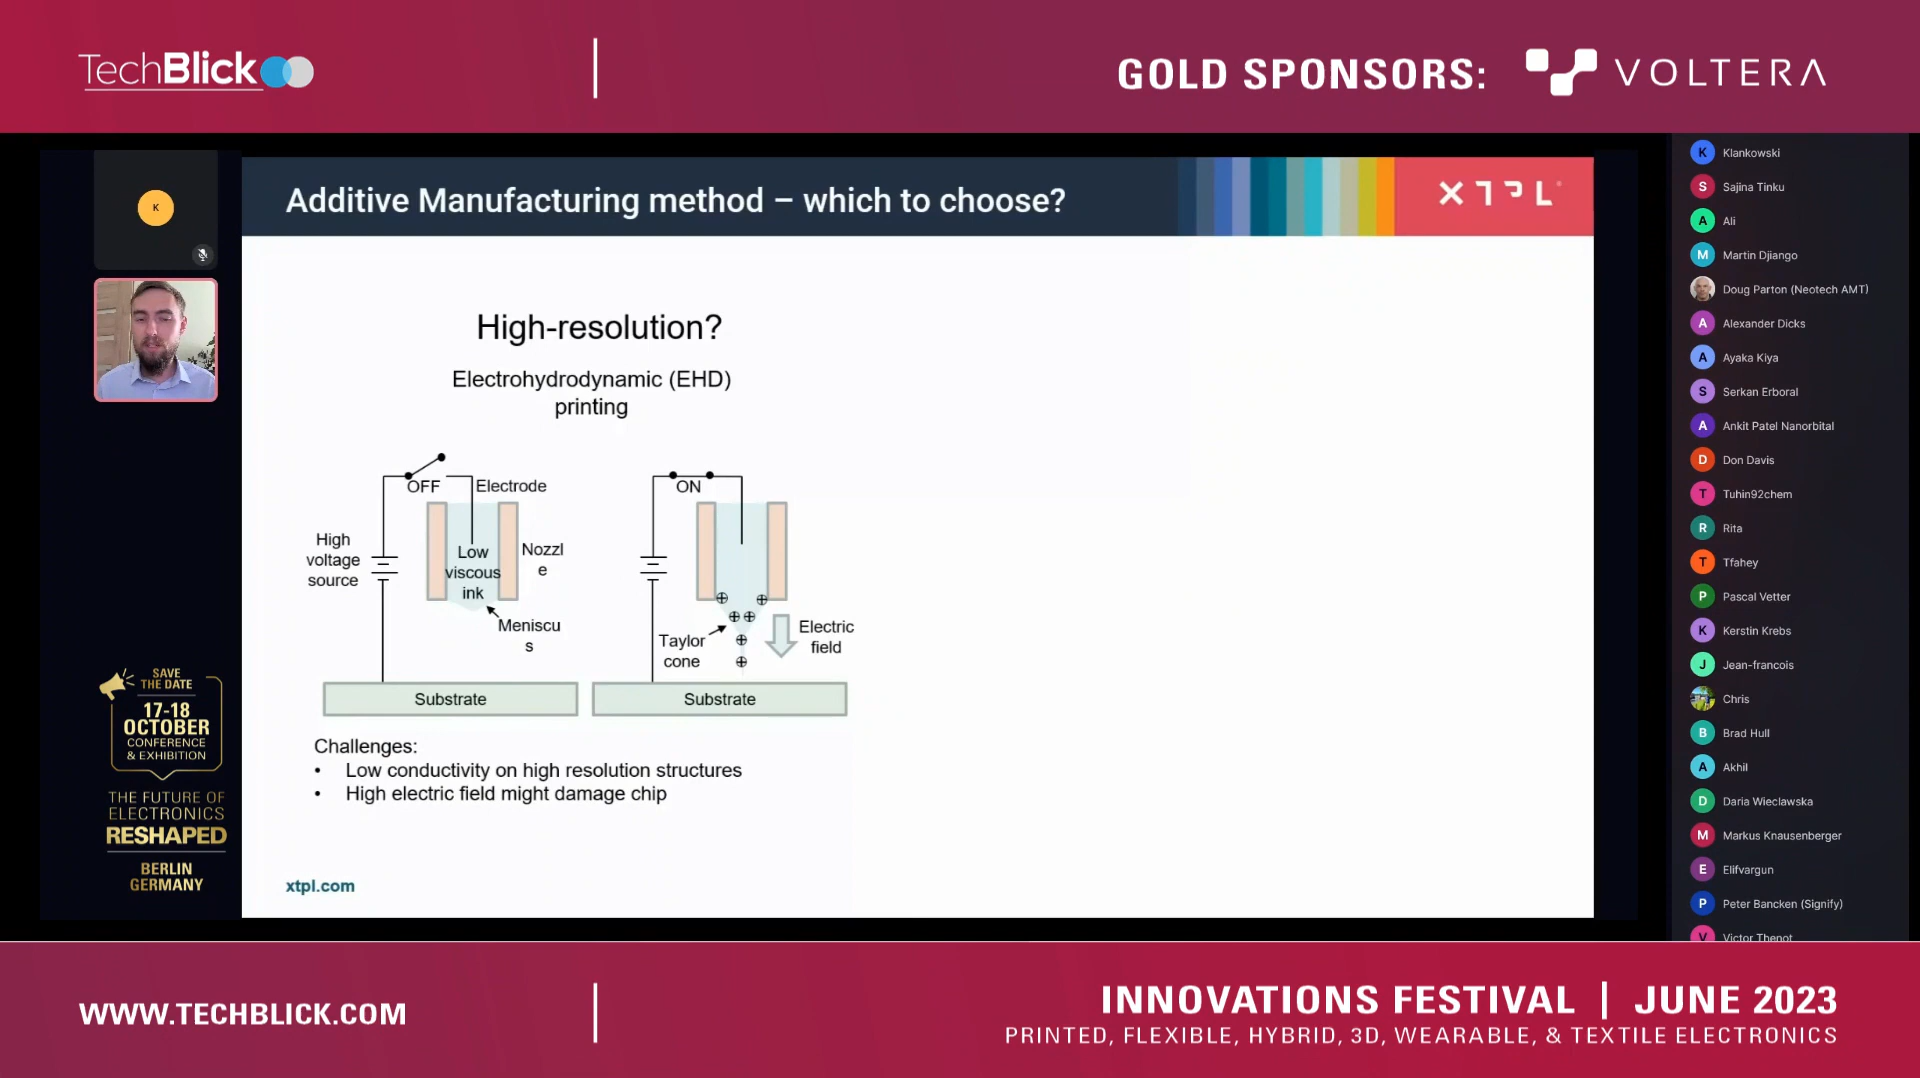 TechBlick
GOLD SPONSORS:
VOLTERA
K
Additive Manufacturing method – which to choose?
XTPL
High-resolution?
Electrohydrodynamic (EHD)
printing
OFF
Electrode
High
voltage
source
Low
viscous
ink
Nozzl
e
Meniscu
s
Substrate
ON
Taylor
cone
Electric
field
Substrate
Challenges:
• Low conductivity on high resolution structures
• High electric field might damage chip
xtpl.com
SAVE
THE DATE
17-18
OCTOBER
CONFERENCE
& EXHIBITION
THE FUTURE OF
ELECTRONICS
RESHAPED
BERLIN
GERMANY
K Klankowski
S Sajina Tinku
A Ali
M Martin Djiango
Doug Parton (Neotech AMT)
A Alexander Dicks
A Ayaka Kiya
S Serkan Erboral
A Ankit Patel Nanorbital
D Don Davis
T Tuhin92chem
R Rita
T Tfahey
P Pascal Vetter
K Kerstin Krebs
J Jean-francois
Chris
B Brad Hull
A Akhil
D Daria Wieclawska
M Markus Knausenberger
E Elifvargun
P Peter Bancken (Signify)
V Victor Thenot
WWW.TECHBLICK.COM
INNOVATIONS FESTIVAL | JUNE 2023
PRINTED, FLEXIBLE, HYBRID, 3D, WEARABLE, & TEXTILE ELECTRONICS